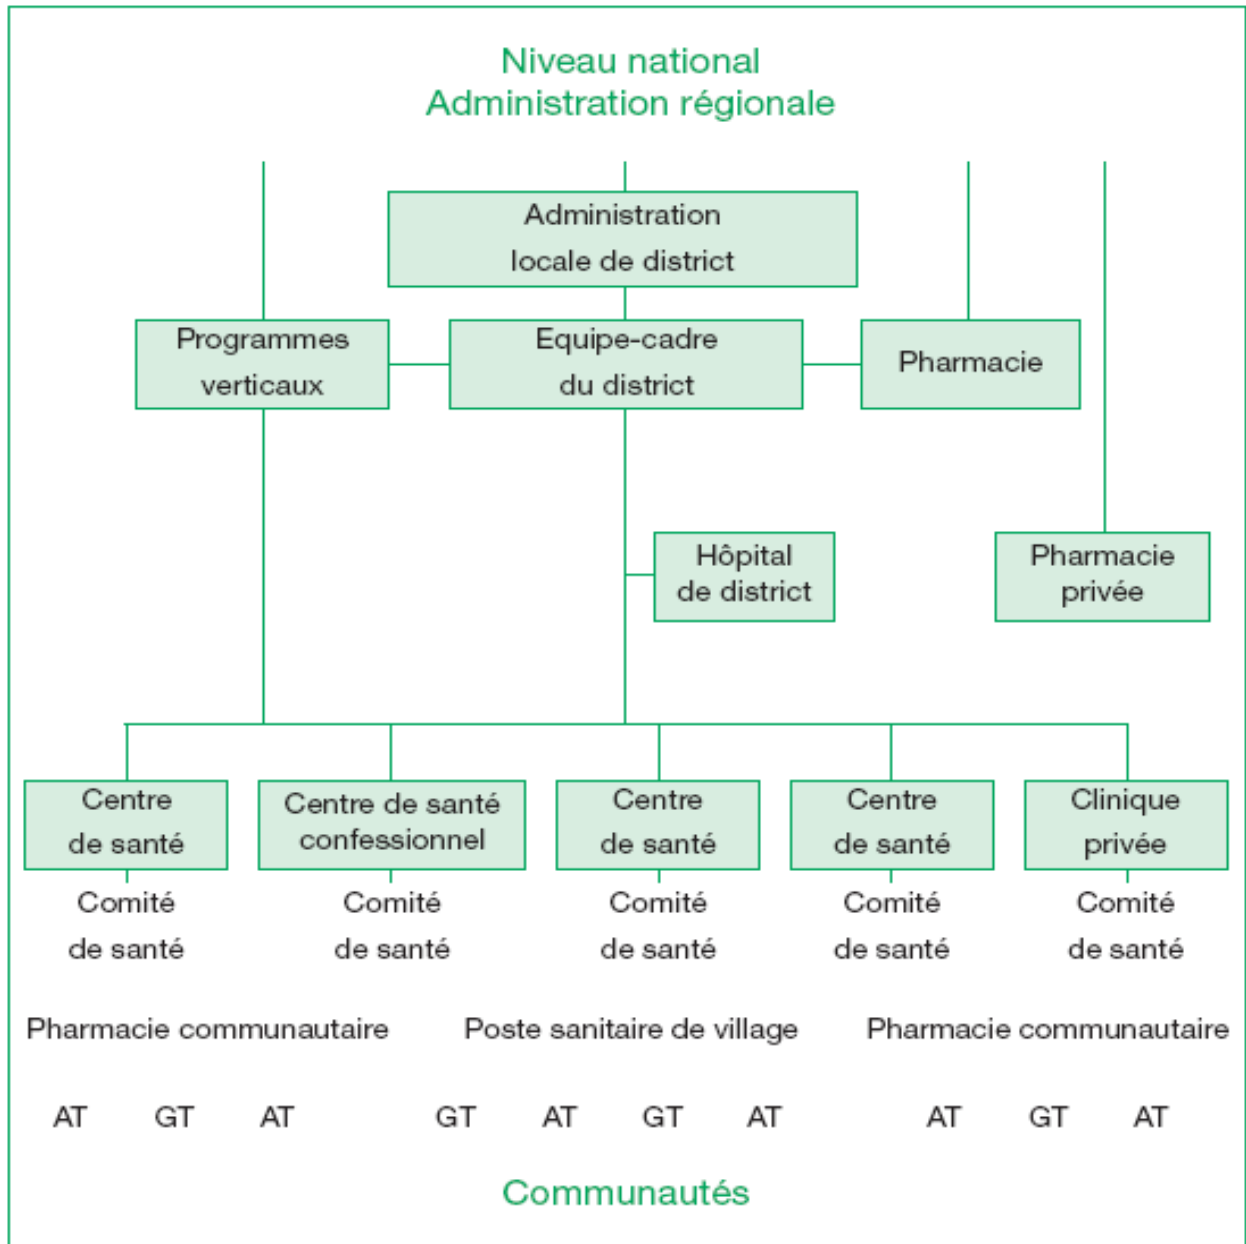 Niveau national
Administration régionale
Administration
locale de district
Programmes
verticaux
Equipe-cadre
du district
Pharmacie
Hôpital
de district
Pharmacie
privée
Centre
de santé
Centre de santé
confessionnel
Centre
de santé
Centre
de santé
Clinique
privée
Comité
de santé
Comité
de santé
Comité
de santé
Comité
de santé
Comité
de santé
Pharmacie communautaire
Poste sanitaire de village
Pharmacie communautaire
AT GT AT GT AT GT AT AT GT AT
Communautés